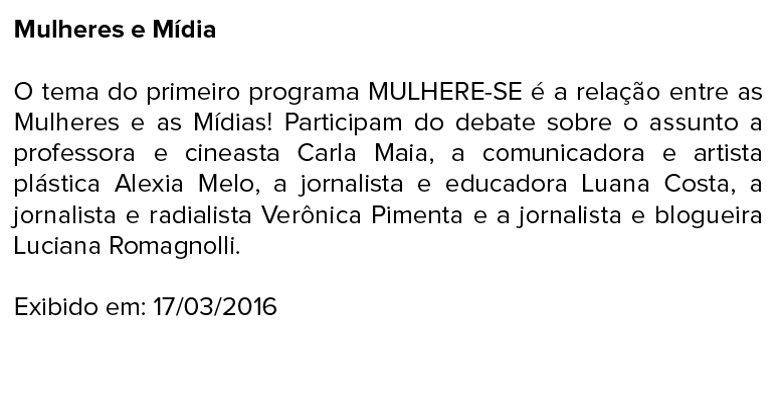 Mulheres e Mídia
O tema do primeiro programa MULHERE-SE é a relação entre as
Mulheres e as Mídias! Participam do debate sobre o assunto a
professora e cineasta Carla Maia, a comunicadora e artista
plástica Alexia Melo, a jornalista e educadora Luana Costa, a
jornalista e radialista Verônica Pimenta e a jornalista e blogueira
Luciana Romagnolli.
Exibido em: 17/03/2016